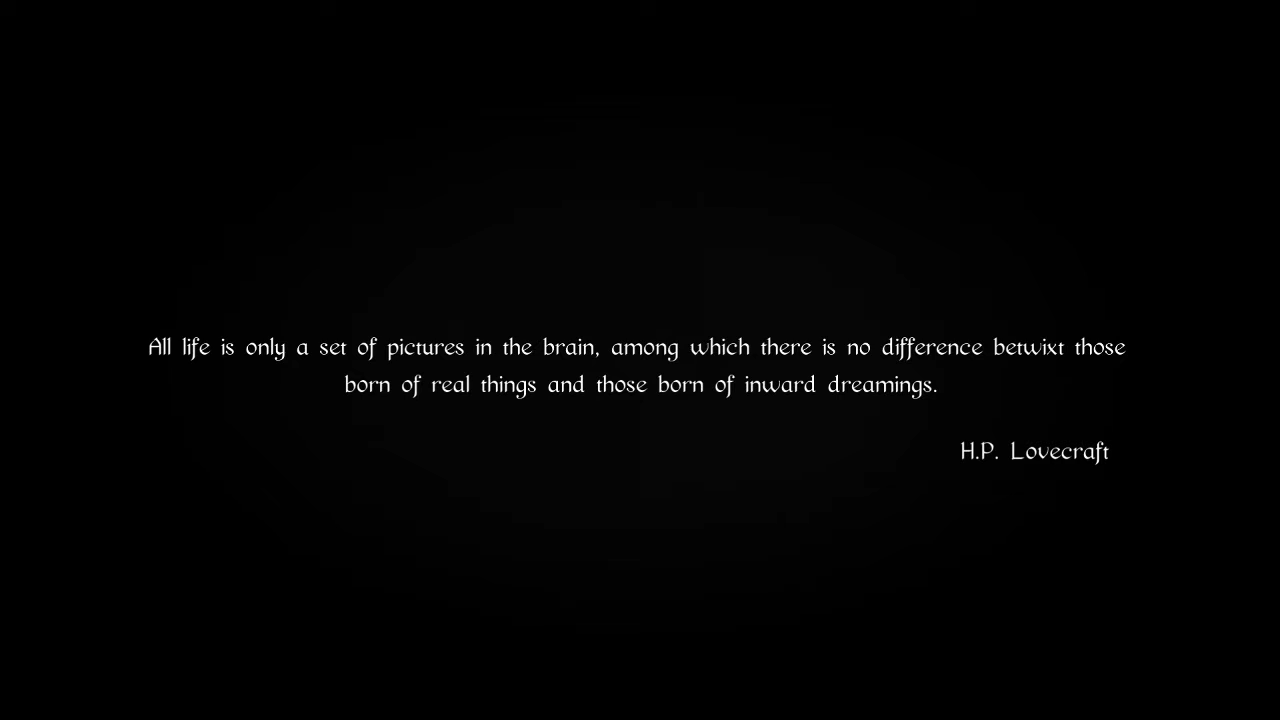 All life is only a set of pictures in the brain, among which there is no difference betwixt those
born of real things and those born of inward dreamings.
H.P. Lovecraft